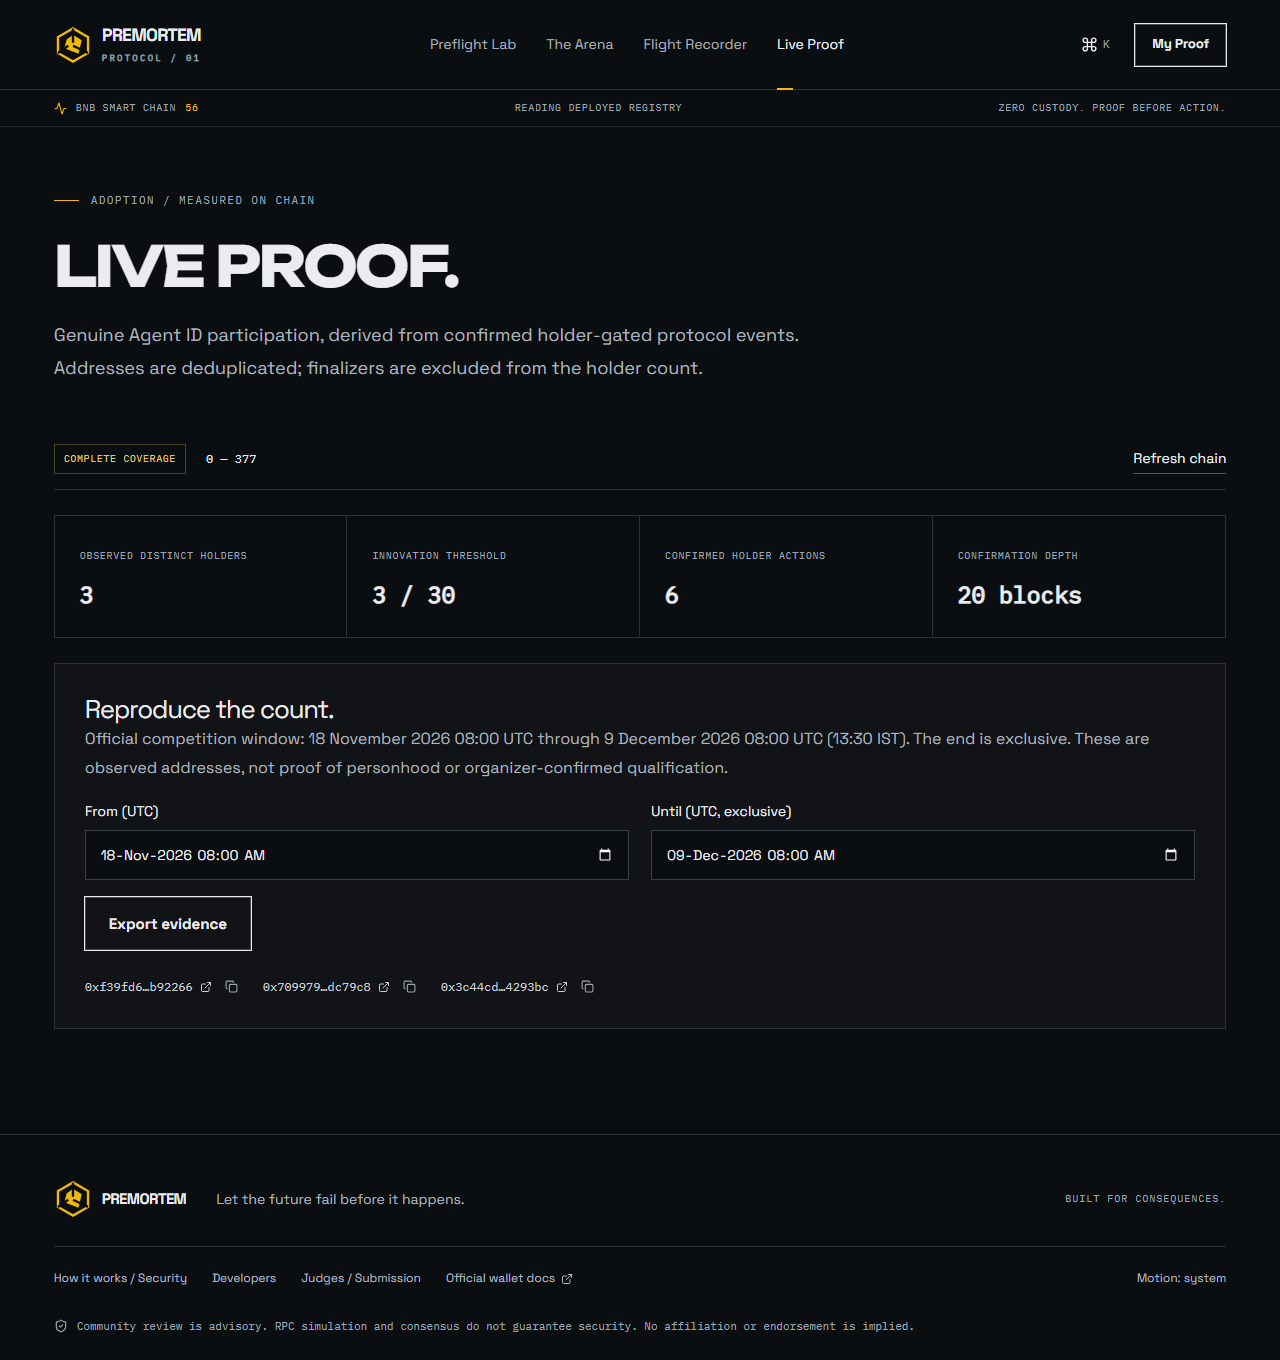 PREMORTEM
PROTOCOL / 01
Preflight Lab
The Arena
Flight Recorder
Live Proof
⌘ K
My Proof
BNB SMART CHAIN 56
READING DEPLOYED REGISTRY
ZERO CUSTODY. PROOF BEFORE ACTION.
ADOPTION / MEASURED ON CHAIN
LIVE PROOF.
Genuine Agent ID participation, derived from confirmed holder-gated protocol events.
Addresses are deduplicated; finalizers are excluded from the holder count.
COMPLETE COVERAGE
0 — 377
Refresh chain
OBSERVED DISTINCT HOLDERS
3
INNOVATION THRESHOLD
3 / 30
CONFIRMED HOLDER ACTIONS
6
CONFIRMATION DEPTH
20 blocks
Reproduce the count.
Official competition window: 18 November 2026 08:00 UTC through 9 December 2026 08:00 UTC (13:30 IST). The end is exclusive. These are
observed addresses, not proof of personhood or organizer-confirmed qualification.
From (UTC)
18-Nov-2026 08:00 AM
Until (UTC, exclusive)
09-Dec-2026 08:00 AM
Export evidence
0xf39fd6…b92266
0x709979…dc79c8
0x3c44cd…4293bc
PREMORTEM
Let the future fail before it happens.
BUILT FOR CONSEQUENCES.
How it works / Security
Developers
Judges / Submission
Official wallet docs
Motion: system
Community review is advisory. RPC simulation and consensus do not guarantee security. No affiliation or endorsement is implied.